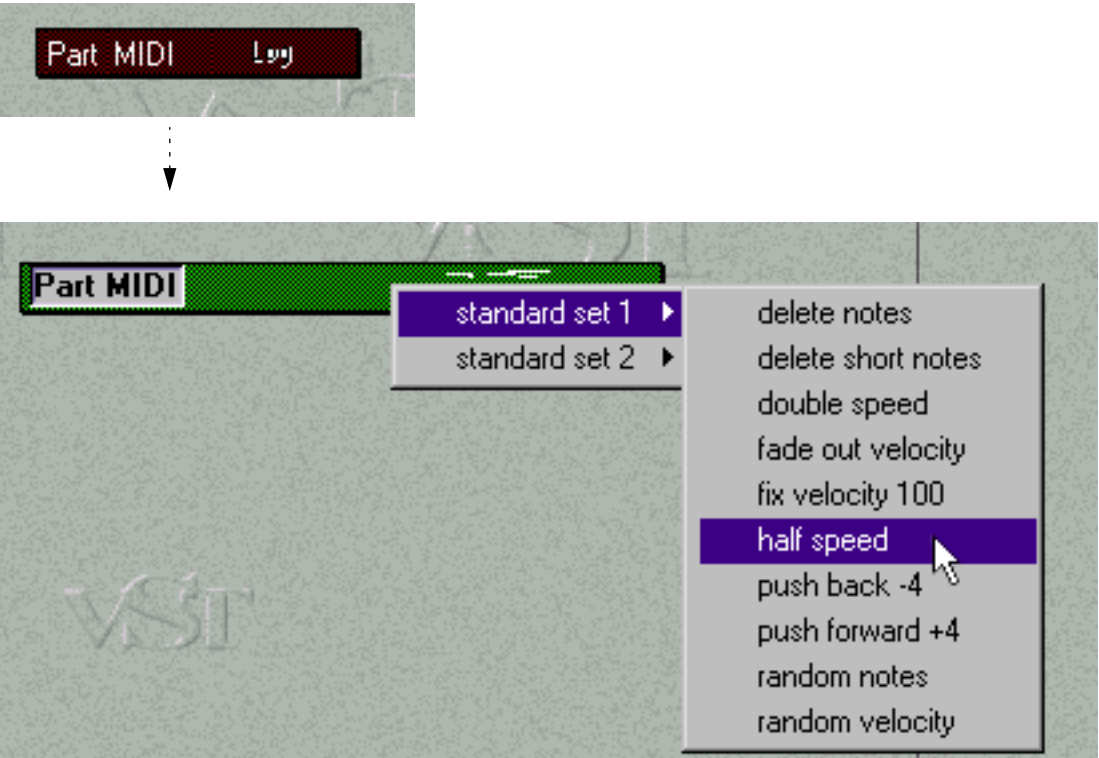 Part MIDI
Part MIDI
standard set 1
standard set 2
delete notes
delete short notes
double speed
fade out velocity
fix velocity 100
half speed
push back -4
push forward +4
random notes
random velocity
VST